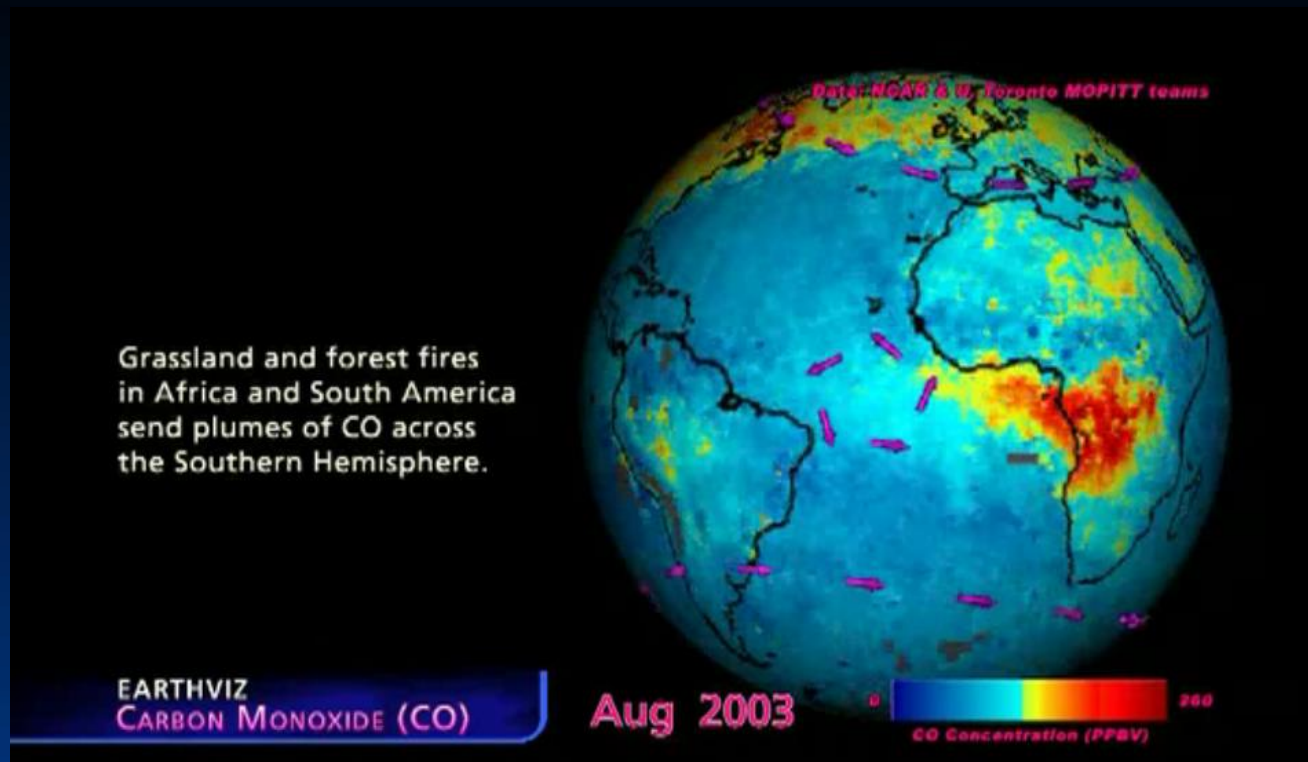 Data: NCAR & U. Toronto MOPITT teams
Grassland and forest fires
in Africa and South America
send plumes of CO across
the Southern Hemisphere.
EARTHVIZ
CARBON MONOXIDE (CO)
Aug 2003
0
260
CO Concentration (PPBV)